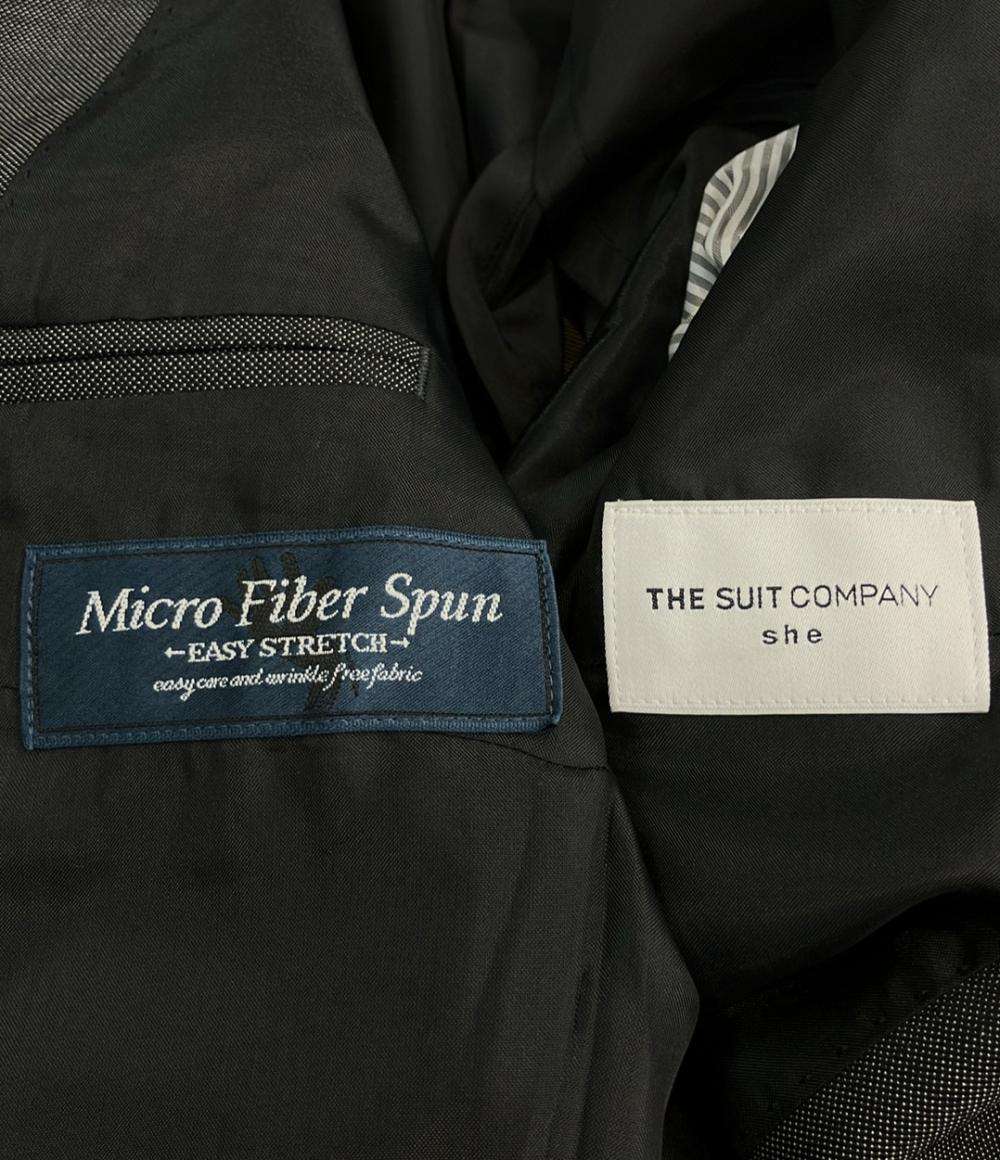 Micro Fiber Spun
←EASY STRETCH→
easy care and wrinkle free fabric
THE SUIT COMPANY
she